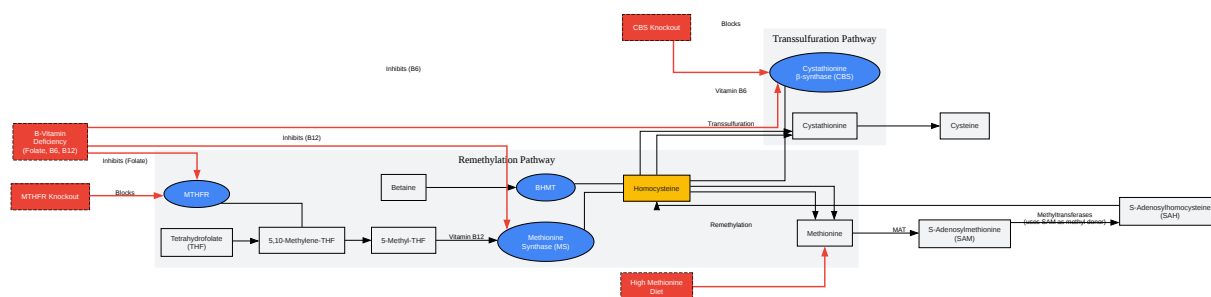 CBS Knockout
Blocks
Transsulfuration Pathway
Cystathionine
β-synthase (CBS)
Inhibits (B6)
Vitamin B6
B-Vitamin
Deficiency
(Folate, B6, B12)
Inhibits (B12)
Transsulfuration
Cystathionine
Cysteine
Inhibits (Folate)
Remethylation Pathway
MTHFR Knockout
Blocks
MTHFR
Betaine
BHMT
Homocysteine
Remethylation
Tetrahydrofolate
(THF)
5,10-Methylene-THF
5-Methyl-THF
Vitamin B12
Methionine
Synthase (MS)
Methionine
MAT
S-Adenosylmethionine
(SAM)
Methyltransferases
(uses SAM as methyl donor)
S-Adenosylhomocysteine
(SAH)
High Methionine
Diet